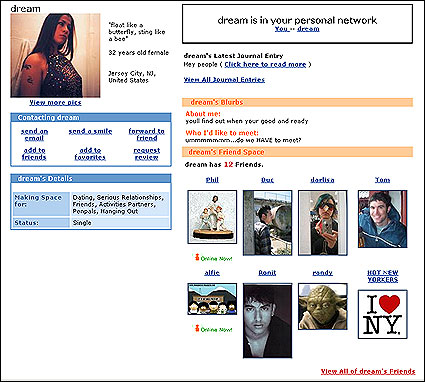 dream
"float like a
butterfly, sting like
a bee"
32 years old female
Jersey City, NJ,
United States
View more pics
Contacting dream
send an
email
send a smile
forward to
friend
add to
friends
add to
favorites
request
review
dream's Details
Making Space
for:
Dating, Serious Relationships,
Friends, Activities Partners,
Penpals, Hanging Out
Status:
Single
dream is in your personal network
You -- dream
dream's Latest Journal Entry
Hey people ( Click here to read more )
View All Journal Entries
dream's Blurbs
About me:
youll find out when your good and ready
Who I'd like to meet:
ummmmmmm...do we HAVE to meet?
dream's Friend Space
dream has 12 Friends.
Phil
Duc
darlisa
Tom
Online Now!
alfie
Ronit
randy
HOT NEW
YORKERS
I
NY.
Online Now!
View All of dream's Friends